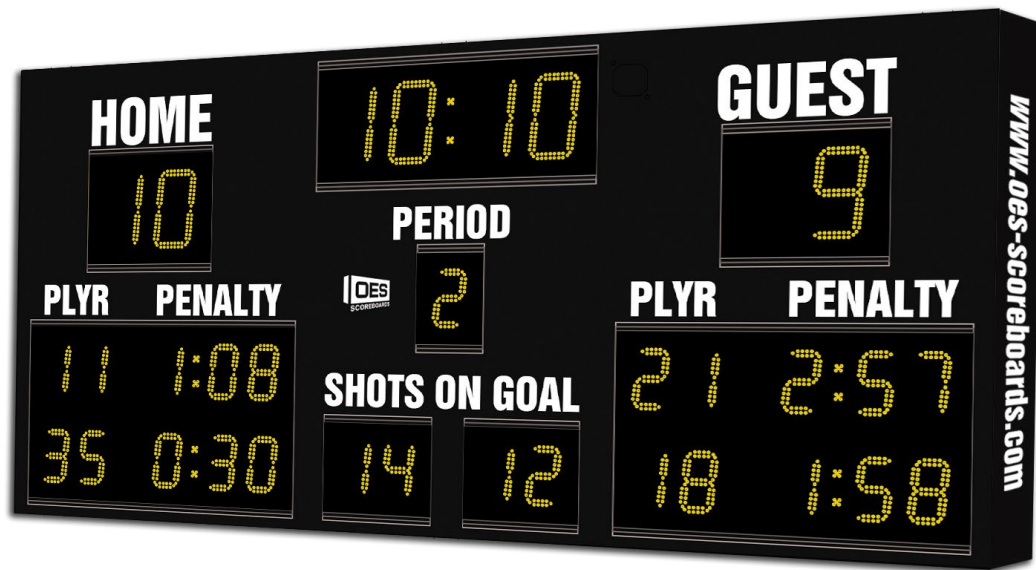 10:10
HOME
GUEST
10
9
PERIOD
2
OES
SCOREBOARDS
PLYR PENALTY
11 1:08
35 0:30
SHOTS ON GOAL
14 12
PLYR PENALTY
21 2:57
18 1:58
www.oes-scoreboards.com